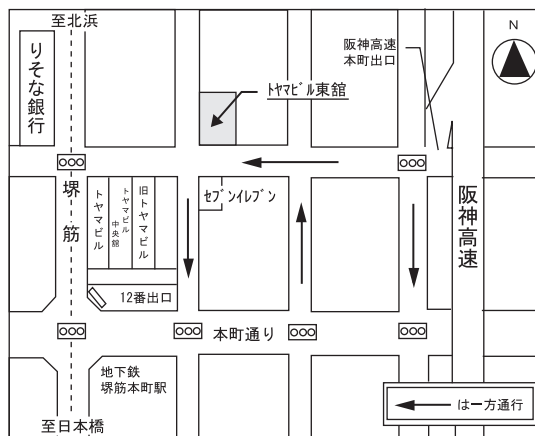 至北浜
N
りそな銀行
阪神高速
本町出口
トヤマビル東館
堺筋
トヤマビル
トヤマビル
中央館
旧トヤマビル
セブンイレブン
阪神高速
12番出口
本町通り
地下鉄
堺筋本町駅
は一方通行
至日本橋